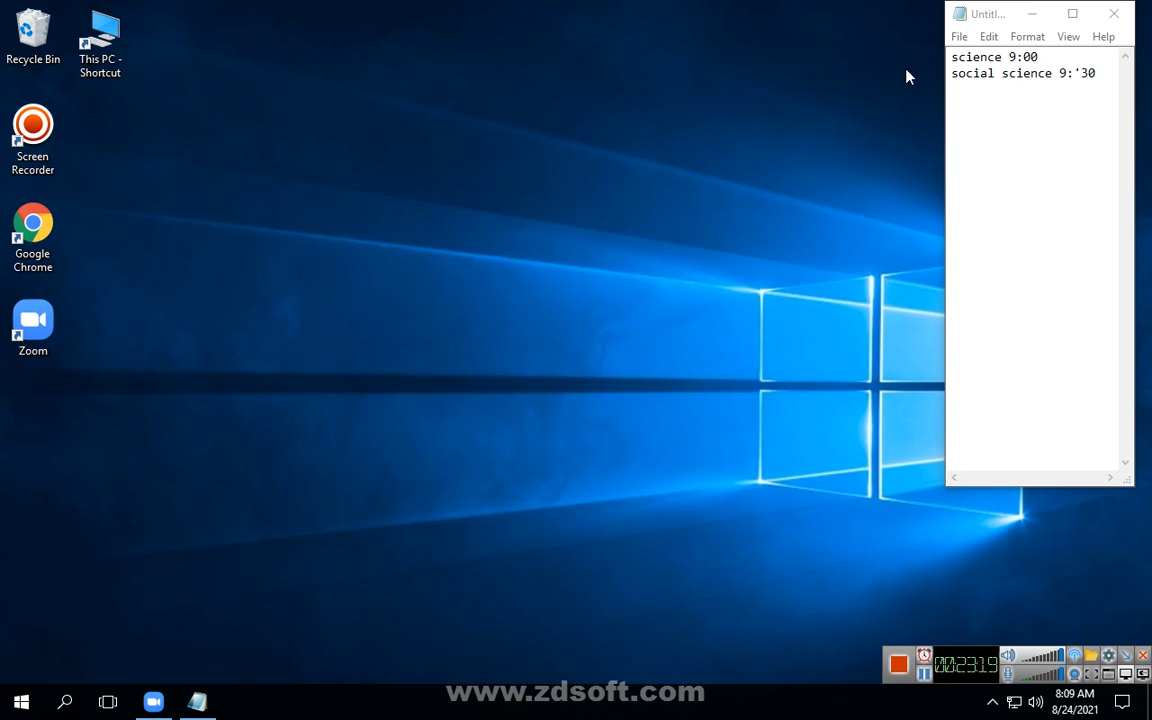 Recycle Bin
This PC -
Shortcut
Screen
Recorder
Google
Chrome
Zoom
Untitl...
File Edit Format View Help
science 9:00
social science 9:'30
00:23:19
www.zdsoft.com
8:09 AM
8/24/2021